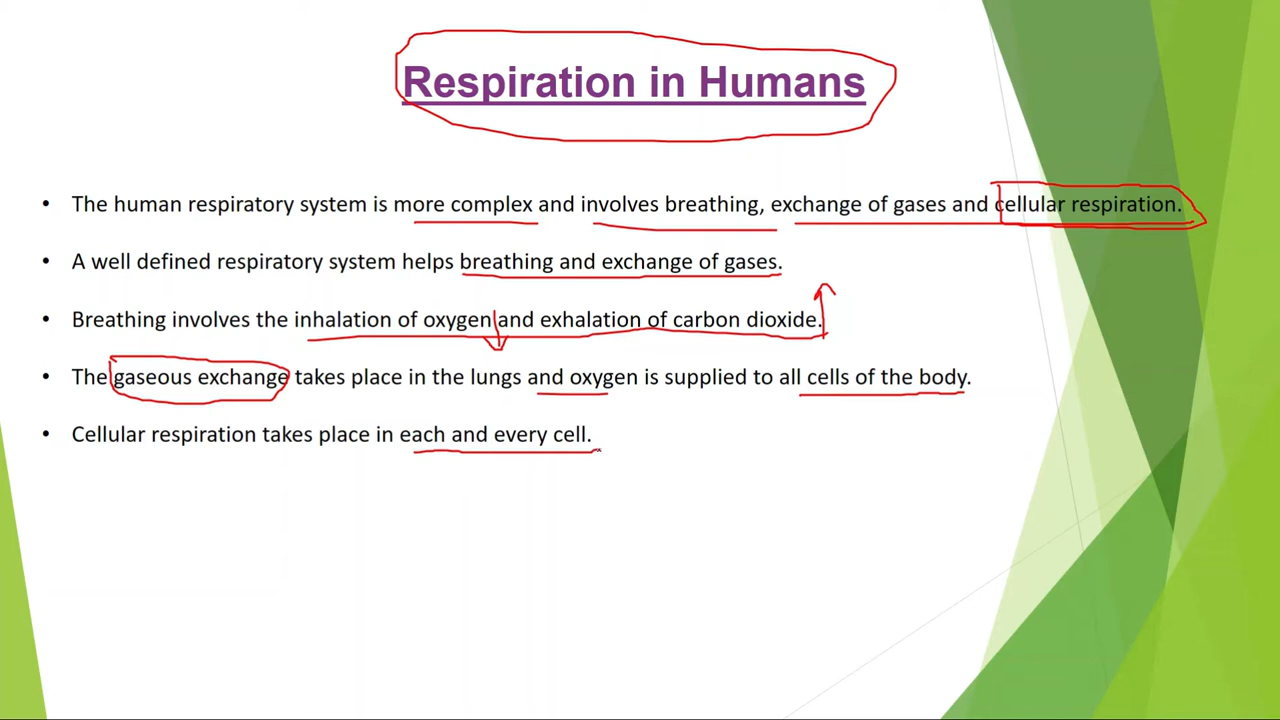 Respiration in Humans
• The human respiratory system is more complex and involves breathing, exchange of gases and cellular respiration.
• A well defined respiratory system helps breathing and exchange of gases.
• Breathing involves the inhalation of oxygen and exhalation of carbon dioxide.
• The gaseous exchange takes place in the lungs and oxygen is supplied to all cells of the body.
• Cellular respiration takes place in each and every cell.